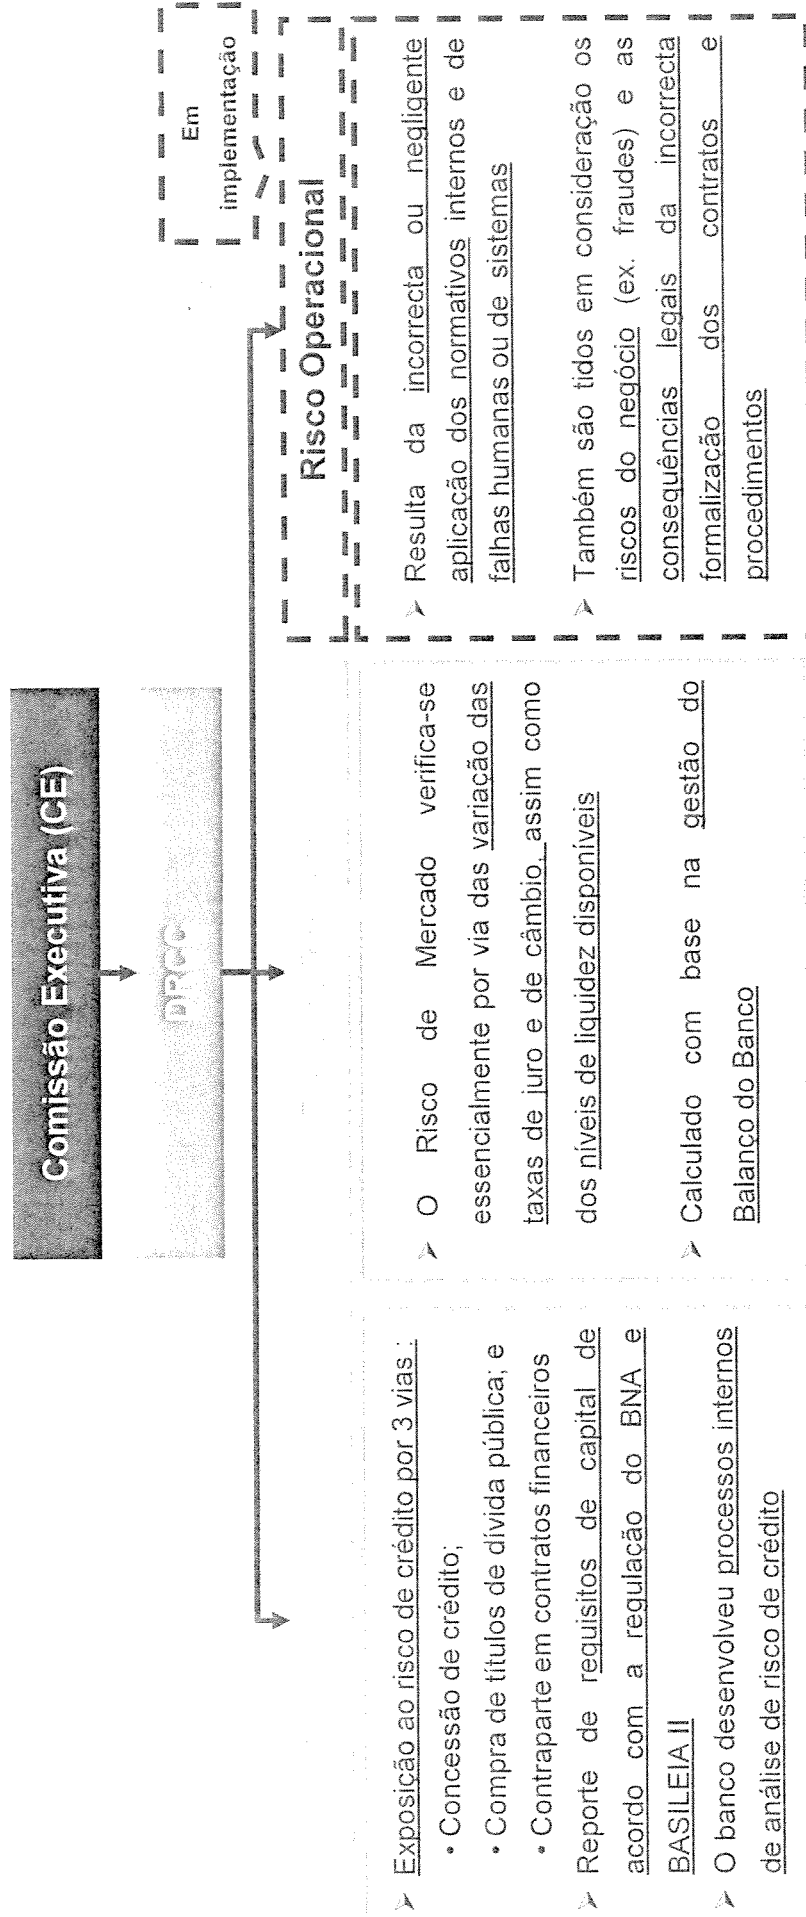 Comissão Executiva (CE)
DRCC
Em
implementação
Risco Operacional
➢ Exposição ao risco de crédito por 3 vias :
• Concessão de crédito;
• Compra de títulos de dívida pública; e
• Contraparte em contratos financeiros
➢ Reporte de requisitos de capital de
acordo com a regulação do BNA e
BASILEIA II
➢ O banco desenvolveu processos internos
de análise de risco de crédito
➢ O Risco de Mercado verifica-se
essencialmente por via das variação das
taxas de juro e de câmbio, assim como
dos níveis de liquidez disponíveis
➢ Calculado com base na gestão do
Balanço do Banco
➢ Resulta da incorrecta ou negligente
aplicação dos normativos internos e de
falhas humanas ou de sistemas
➢ Também são tidos em consideração os
riscos do negócio (ex. fraudes) e as
consequências legais da incorrecta
formalização dos contratos e
procedimentos